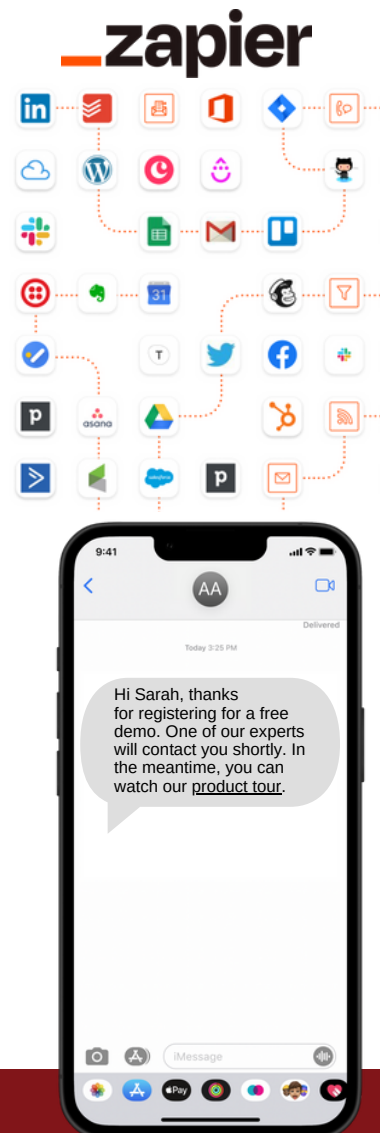 _zapier
in
31
T
p
asana
salesforce
p
9:41
AA
Delivered
Today 3:25 PM
Hi Sarah, thanks
for registering for a free
demo. One of our experts
will contact you shortly. In
the meantime, you can
watch our product tour.
iMessage
Pay